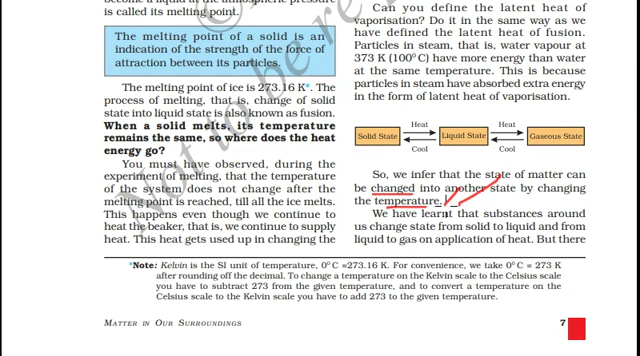 become a liquid at the atmospheric pressure
is called its melting point.
The melting point of a solid is an
indication of the strength of the force of
attraction between its particles.
The melting point of ice is 273.16 K*. The
process of melting, that is, change of solid
state into liquid state is also known as fusion.
When a solid melts, its temperature
remains the same, so where does the heat
energy go?
You must have observed, during the
experiment of melting, that the temperature
of the system does not change after the
melting point is reached, till all the ice melts.
This happens even though we continue to
heat the beaker, that is, we continue to supply
heat. This heat gets used up in changing the
Can you define the latent heat of
vaporisation? Do it in the same way as we
have defined the latent heat of fusion.
Particles in steam, that is, water vapour at
373 K (100° C) have more energy than water
at the same temperature. This is because
particles in steam have absorbed extra energy
in the form of latent heat of vaporisation.
Solid State
Heat
Cool
Liquid State
Heat
Cool
Gaseous State
So, we infer that the state of matter can
be changed into another state by changing
the temperature.
We have learnt that substances around
us change state from solid to liquid and from
liquid to gas on application of heat. But there
*Note: Kelvin is the SI unit of temperature, 0° C =273.16 K. For convenience, we take 0° C = 273 K
after rounding off the decimal. To change a temperature on the Kelvin scale to the Celsius scale
you have to subtract 273 from the given temperature, and to convert a temperature on the
Celsius scale to the Kelvin scale you have to add 273 to the given temperature.
MATTER IN OUR SURROUNDINGS
7
Not to be re